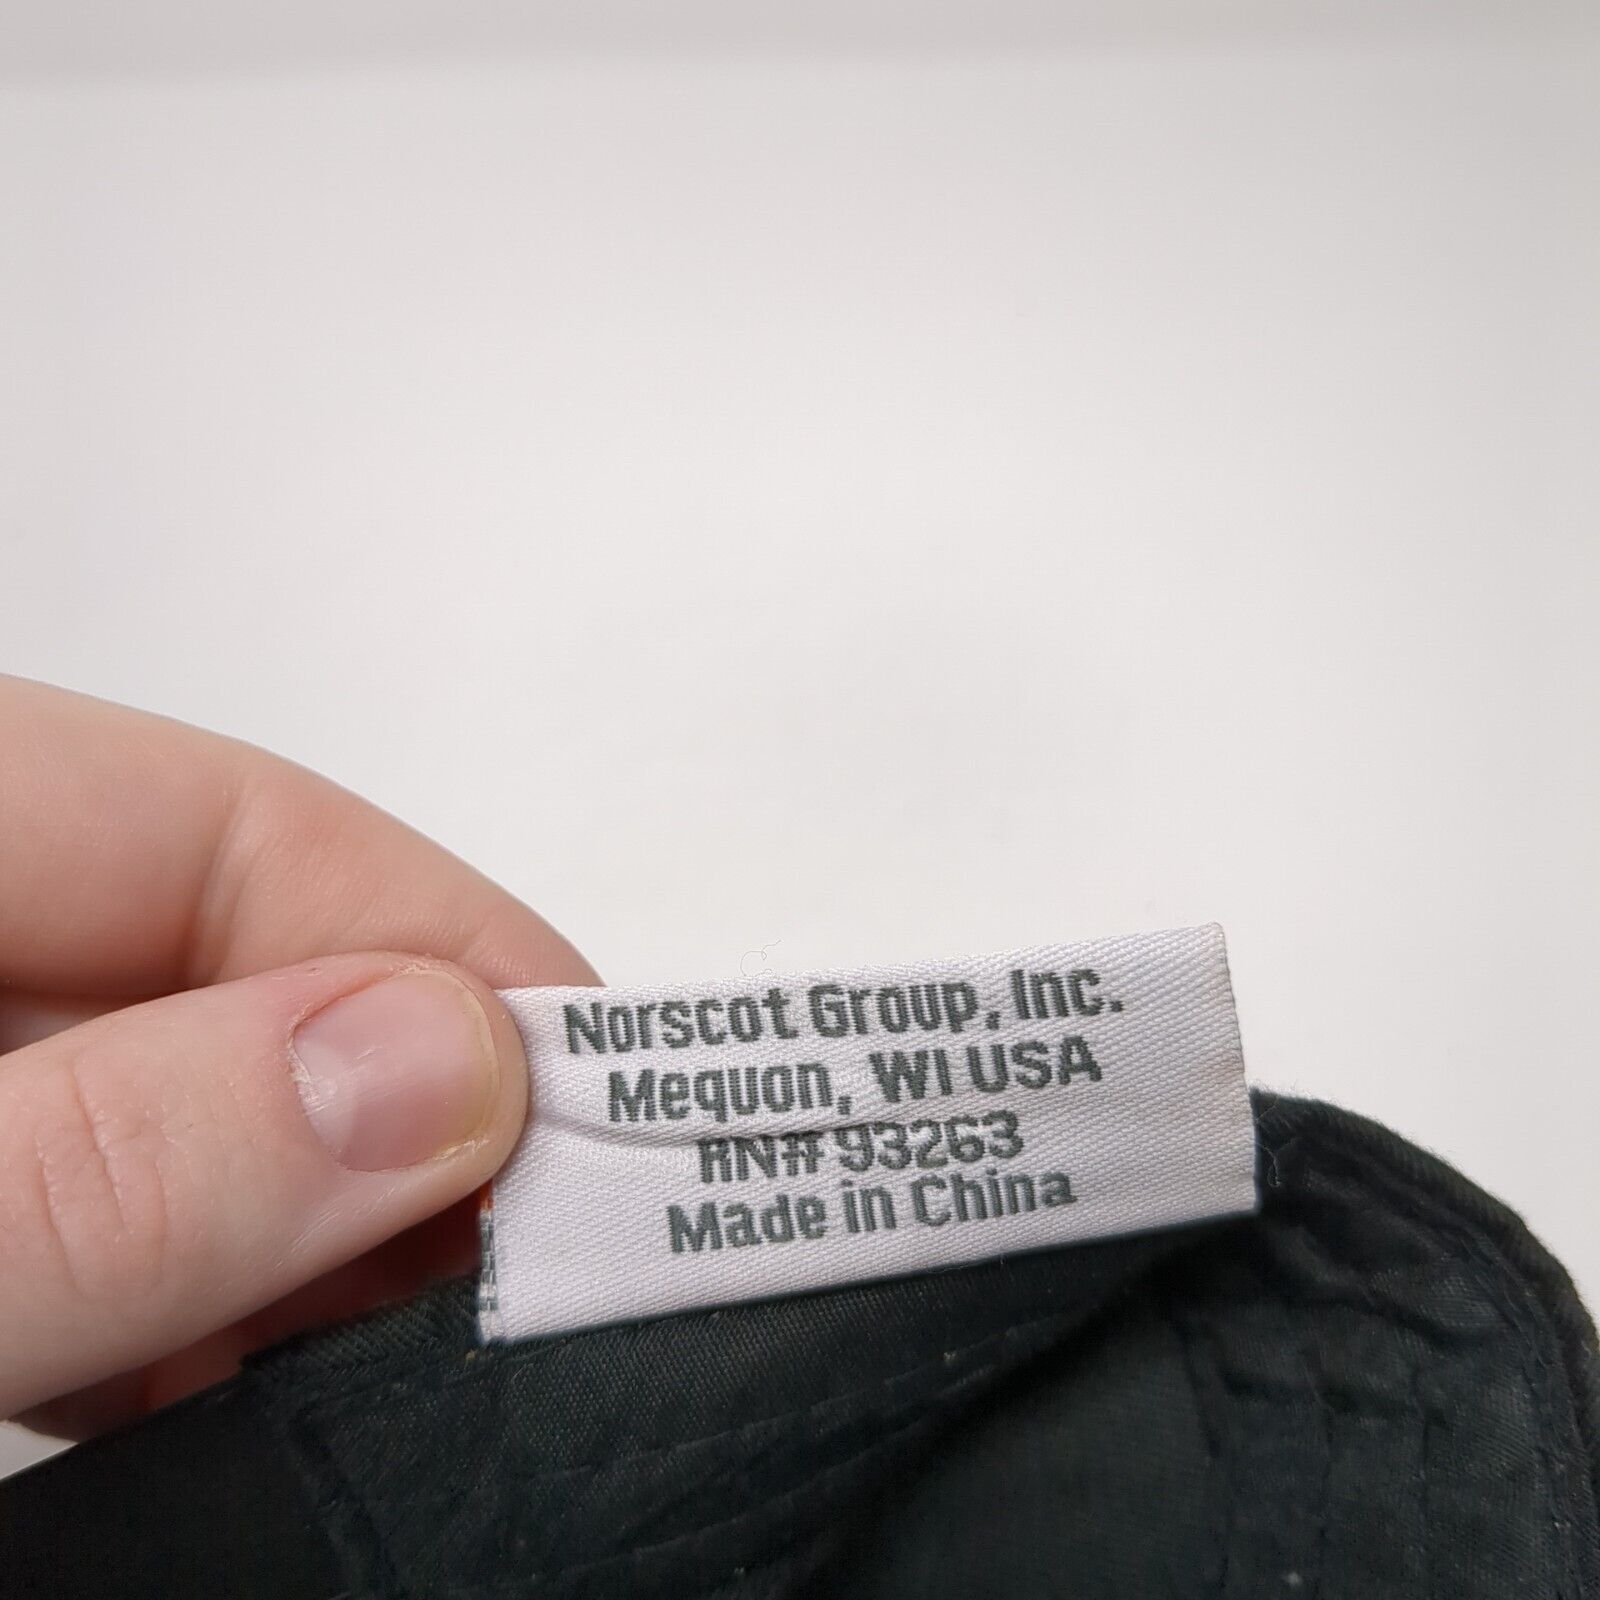 Norscot Group, Inc.
Mequon, WI USA
RN# 93263
Made in China